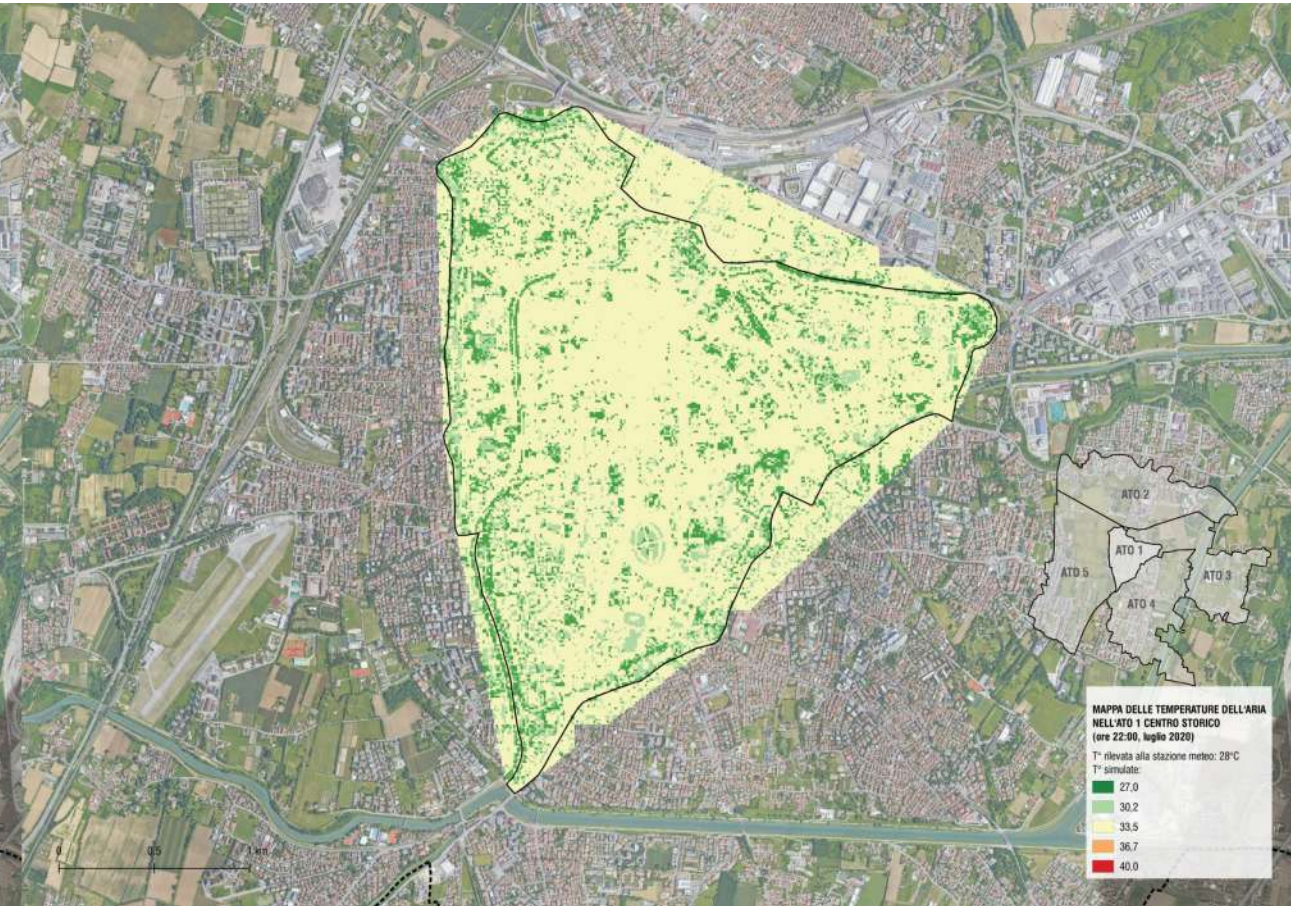 ATO 2
ATO 1
ATO 5
ATO 3
ATO 4
MAPPA DELLE TEMPERATURE DELL'ARIA
NELL'ATO 1 CENTRO STORICO
(ore 22:00, luglio 2020)
T° rilevata alla stazione meteo: 28°C
T° simulate:
27,0
30,2
33,5
36,7
40,0
0 0,5 1 km